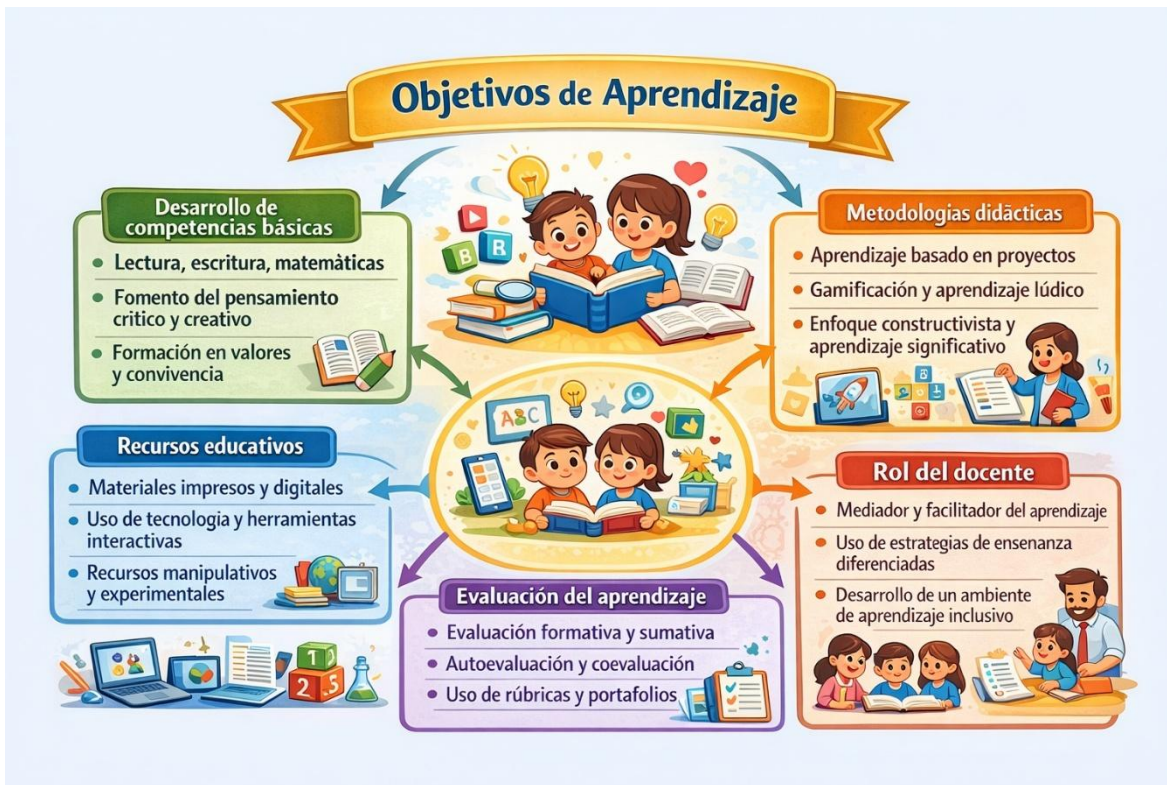 Objetivos de Aprendizaje
Desarrollo de
competencias básicas
Lectura, escritura, matemàticas
Fomento del pensamiento
critico y creativo
Formación en valores
y convivencia
Metodologias didācticas
Aprendizaje basado en proyectos
Gamificación y aprendizaje lúdico
Enfoque constructivista y
aprendizaje significativo
B
R
ABC
Recursos educativos
Materiales impresos y digitales
Uso de tecnologia y herramientas
interactivas
Recursos manipulativos
y experimentales
1
2
5
Evaluación del aprendizaje
Evaluación formativa y sumativa
Autoevaluación y coevaluación
Uso de rúbricas y portafolios
Rol del docente
Mediador y facilitador del aprendizaje
Uso de estrategias de ensenanza
diferenciadas
Desarrollo de un ambiente
de aprendizaje inclusivo